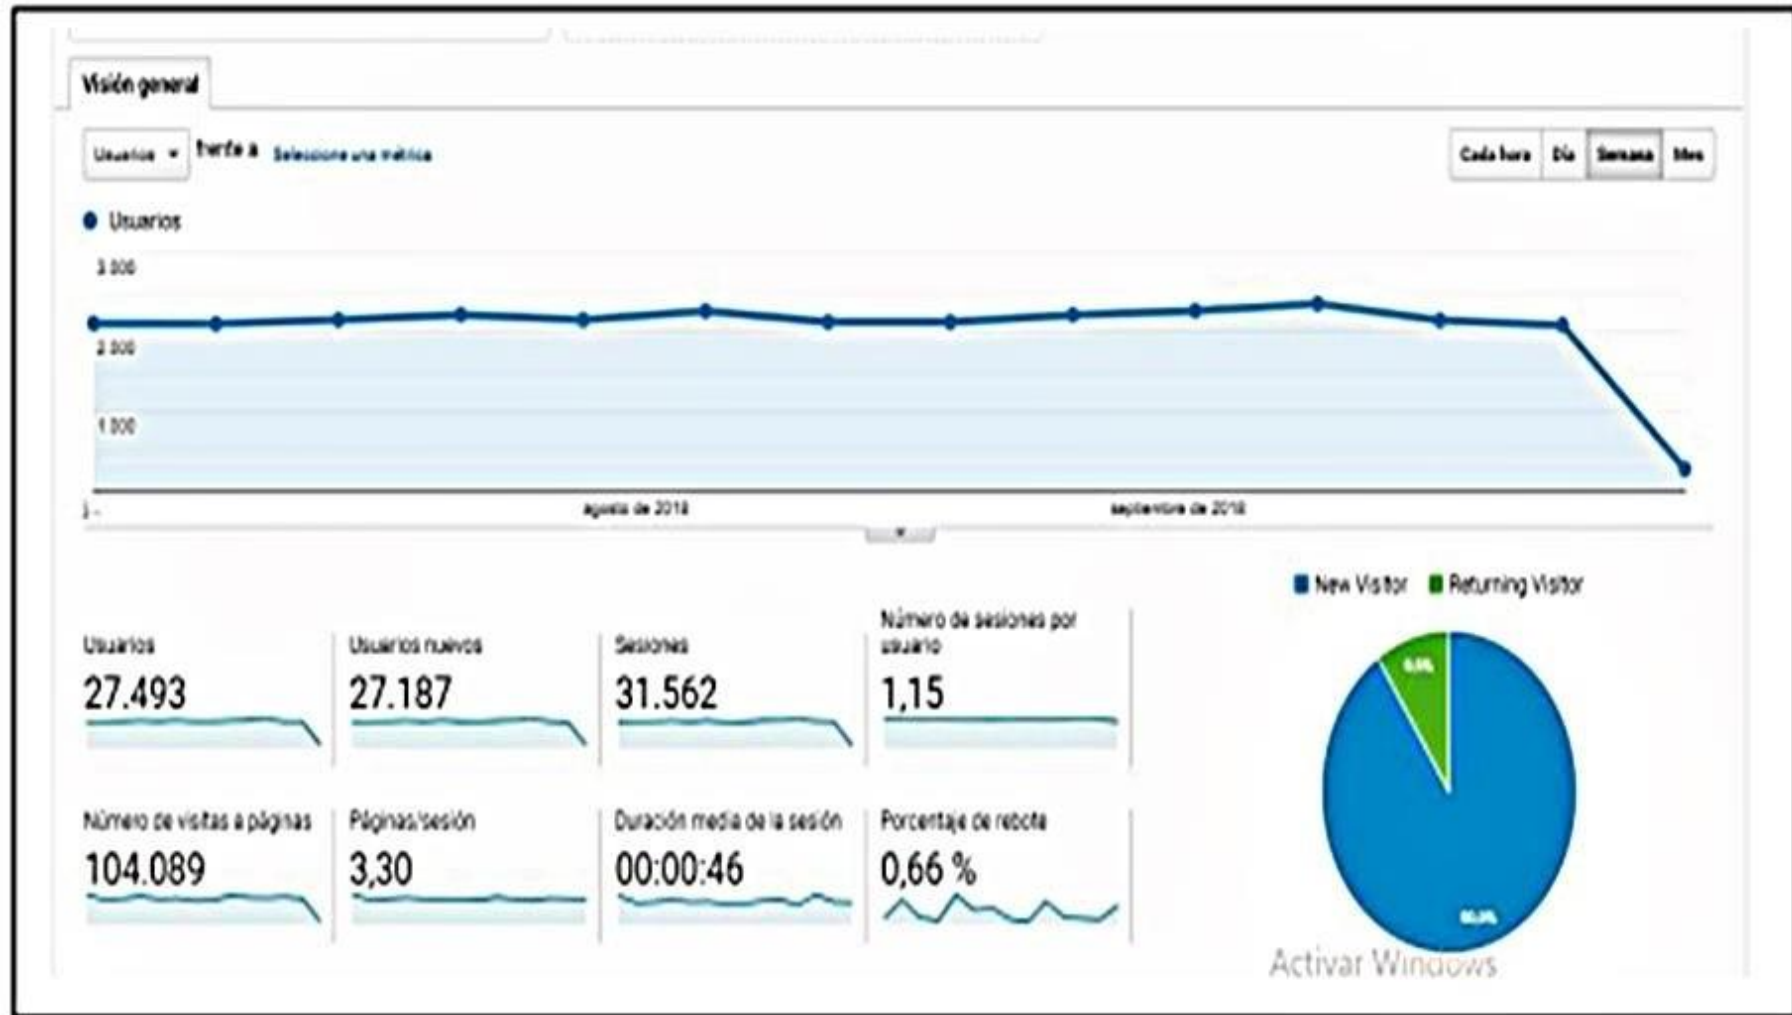 Visión general
Usuarios frente a Seleccione una métrica
Cada hora Día Semana Mes
Usuarios
3.000
2.000
1.000
agosto de 2018
septiembre de 2018
New Visitor Returning Visitor
Usuarios
27.493
Usuarios nuevos
27.187
Sesiones
31.562
Número de sesiones por
usuario
1,15
Número de visitas a páginas
104.089
Páginas/sesión
3,30
Duración media de la sesión
00:00:46
Porcentaje de rebote
0,66 %
Activar Windows